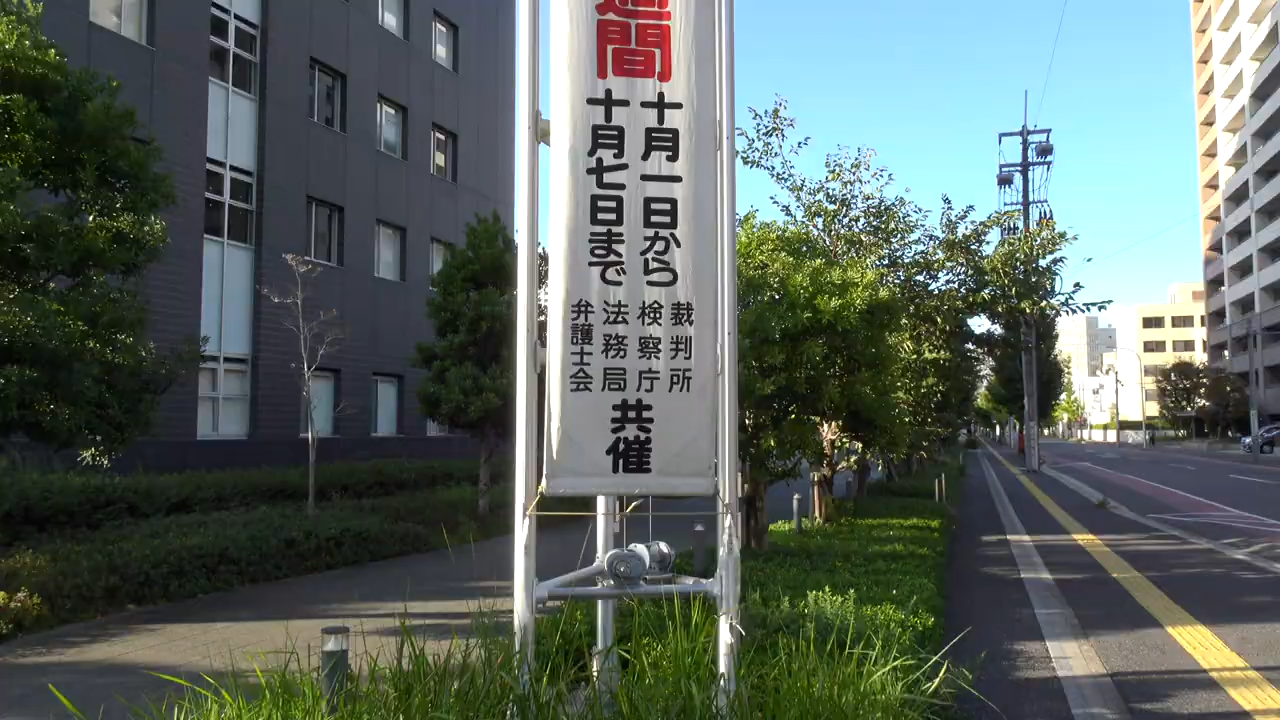 週間
十月一日から
十月七日まで
裁判所
検察庁
法務局
弁護士会
共催